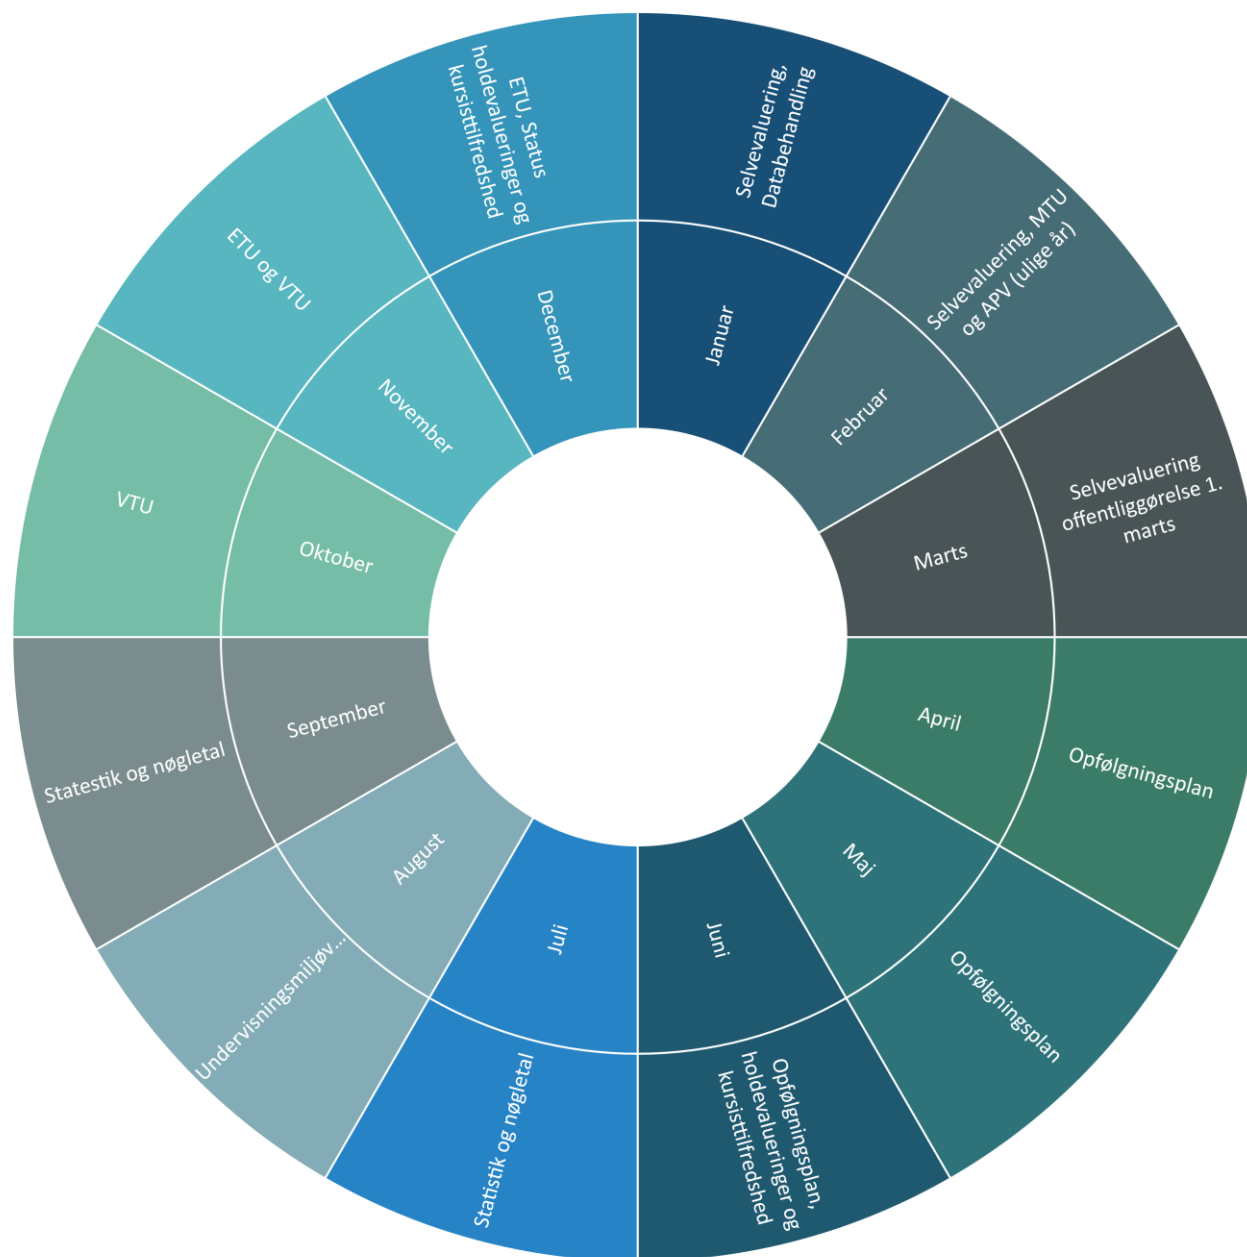 Januar
Selvevaluering,
Databehandling
Februar
Selvevaluering, MTU
og APV (ulige år)
Marts
Selvevaluering
offentliggørelse 1.
marts
April
Opfølgningsplan
Maj
Opfølgningsplan
Juni
Opfølgningsplan,
holdevalueringer og
kursisttilfredshed
Juli
Statistik og nøgletal
August
Undervisningsmiljøv...
September
Statestik og nøgletal
Oktober
VTU
November
ETU og VTU
December
ETU, Status
holdevalueringer og
kursisttilfredshed